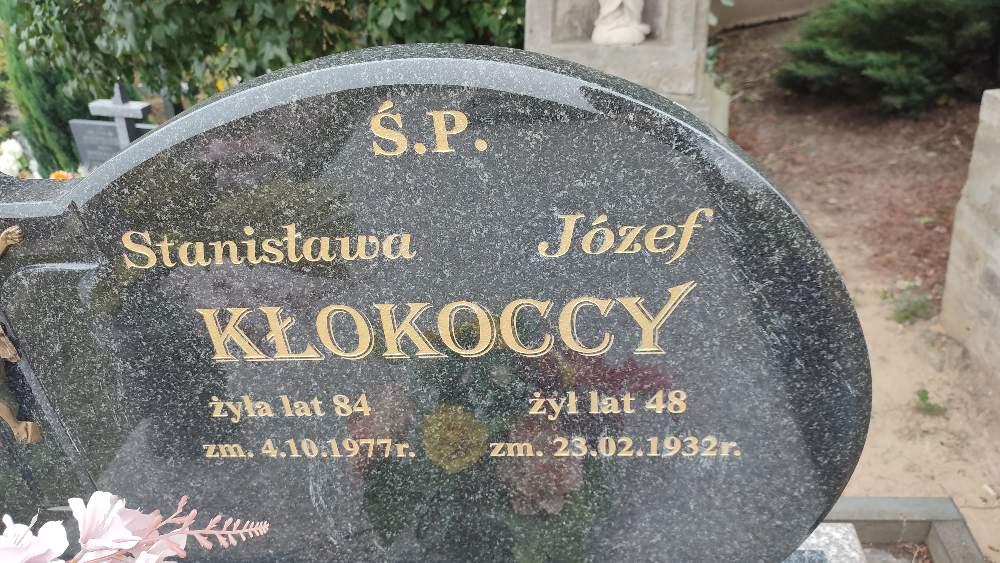 Ś.P.
Stanisława Józef
KŁOKOCCY
żyła lat 84 żył lat 48
zm. 4.10.1977r. zm. 23.02.1932r.